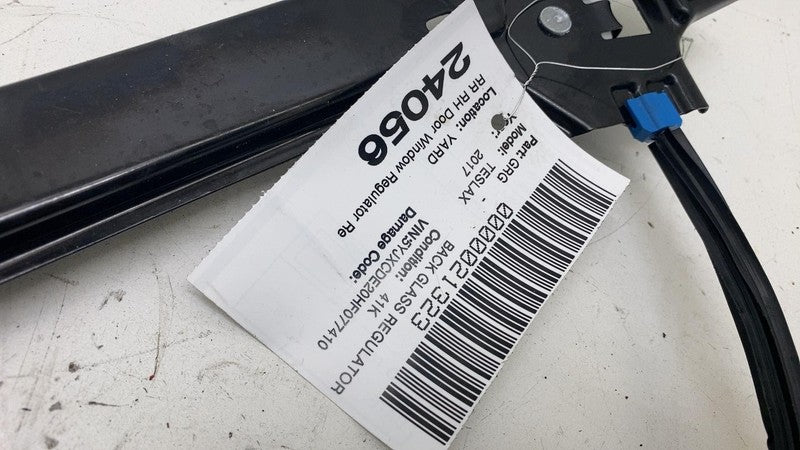 0000021323
Part: GRG - BACK GLASS REGULATOR
Model: TESLAX
Year: 2017
Condition: 41K
Location: YARD
VIN:5YJXCDE20HF077410
Damage Code:
RR RH Door Window Regulator Re
24056